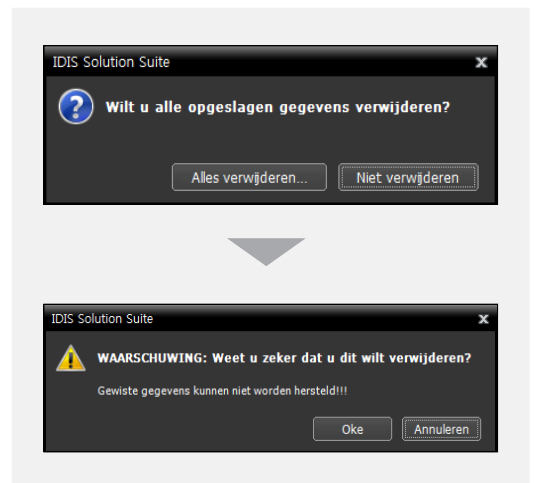 IDIS Solution Suite
Wilt u alle opgeslagen gegevens verwijderen?
Alles verwijderen... Niet verwijderen
IDIS Solution Suite
WAARSCHUWING: Weet u zeker dat u dit wilt verwijderen?
Gewiste gegevens kunnen niet worden hersteld!!!
Oke Annuleren